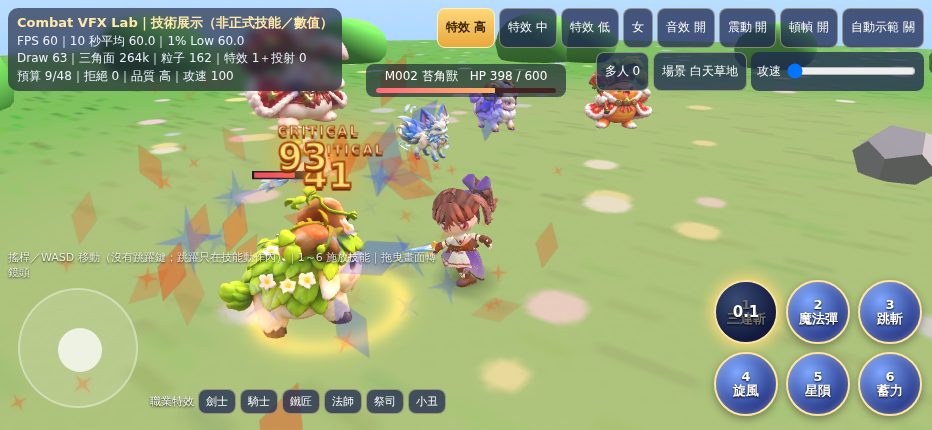 Combat VFX Lab｜技術展示（非正式技能／數值）
FPS 60｜10 秒平均 60.0｜1% Low 60.0
Draw 63｜三角面 264k｜粒子 162｜特效 1＋投射 0
預算 9/48｜拒絕 0｜品質 高｜攻速 100
特效 高
特效 中
特效 低
女
音效 開
震動 開
頓幀 開
自動示範 關
多人 0
場景 白天草地
攻速
M002 苔角獸 HP 398 / 600
CRITICAL
93
41
搖桿／WASD 移動（沒有跳躍鍵；跳躍只在技能動作內）｜1～6 施放技能｜拖曳畫面轉
鏡頭
0.1
2
魔法彈
3
跳斬
4
旋風
5
星隕
6
蓄力
職業特效
劍士
騎士
鐵匠
法師
祭司
小丑